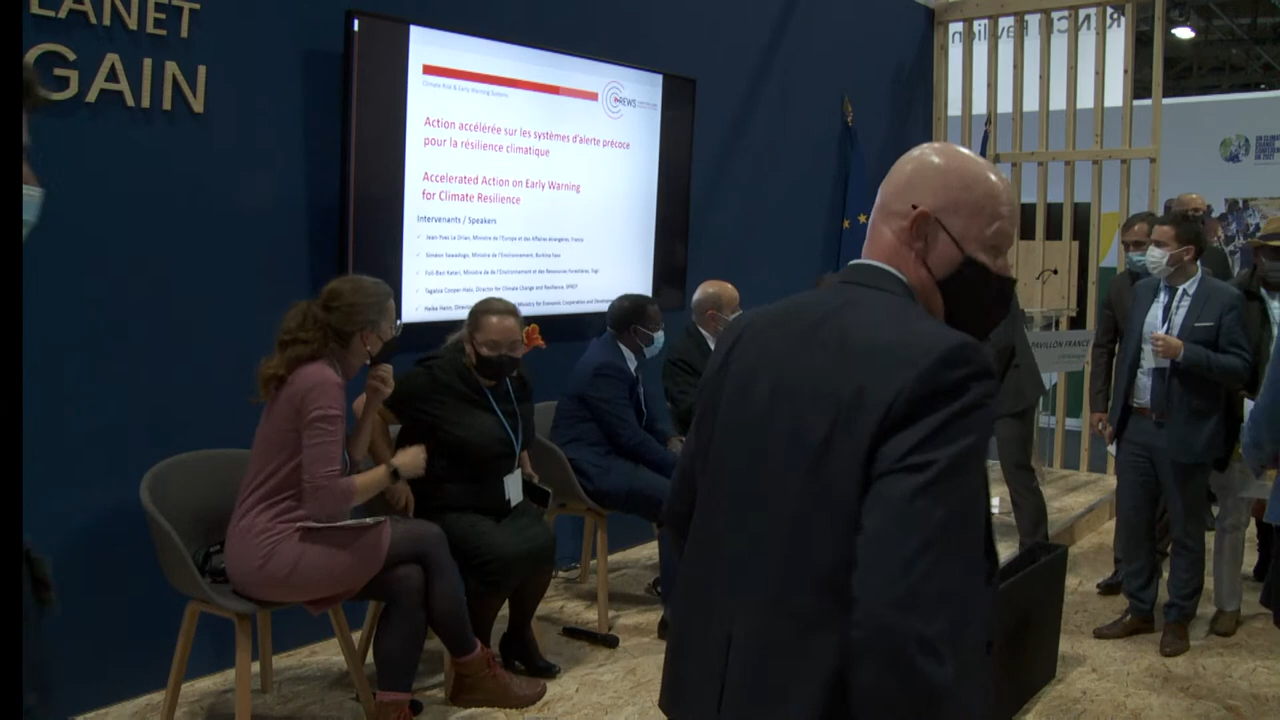 LANET
GAIN
Climate Risk & Early Warning Systems
CREWS
Action accélérée sur les systèmes d'alerte précoce
pour la résilience climatique
Accelerated Action on Early Warning
for Climate Resilience
Intervenants / Speakers
Jean-Yves Le Drian, Ministre de l'Europe et des Affaires étrangères, France
Siméon Sawadogo, Ministre de l'Environnement, Burkina Faso
Foli-Bazi Katari, Ministre de l'Environnement et des Ressources Forestières, Togo
Tagaloa Cooper-Halo, Director for Climate Change and Resilience, SPREP
Heike Henn, Ministry for Economic Cooperation and
RENCH Pavilion
UN CLIMATE
CHANGE
CONFERENCE
UK 2021
PAVILLON FRANCE